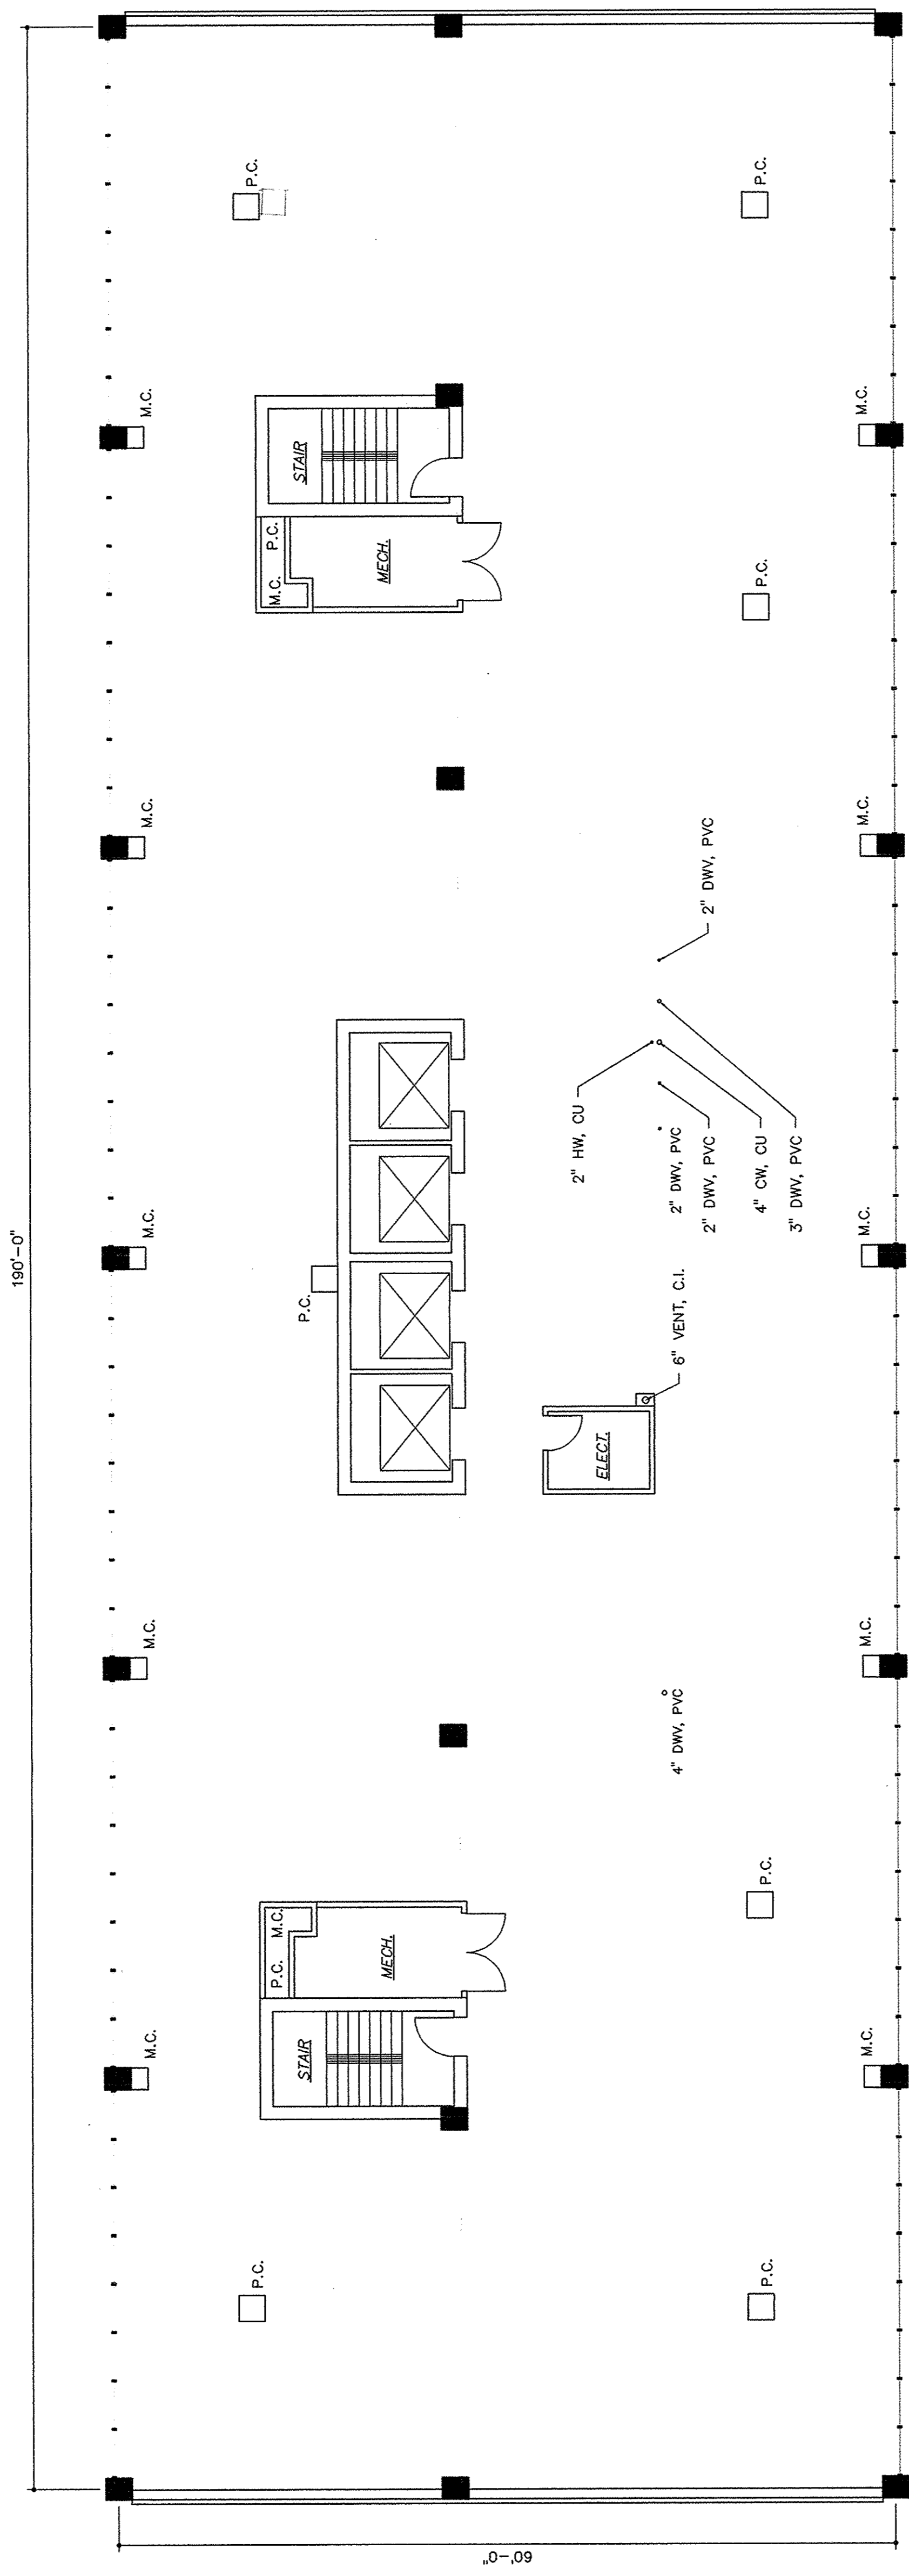 190'-0"
P.C.
P.C.
M.C.
M.C.
STAIR
P.C.
M.C.
MECH.
P.C.
M.C.
M.C.
2" DWV, PVC
2" HW, CU
2" DWV, PVC
2" DWV, PVC
4" CW, CU
3" DWV, PVC
M.C.
M.C.
P.C.
6" VENT, C.I.
ELECT.
M.C.
M.C.
4" DWV, PVC
P.C.
M.C.
P.C.
MECH.
STAIR
M.C.
M.C.
P.C.
P.C.
60'-0"